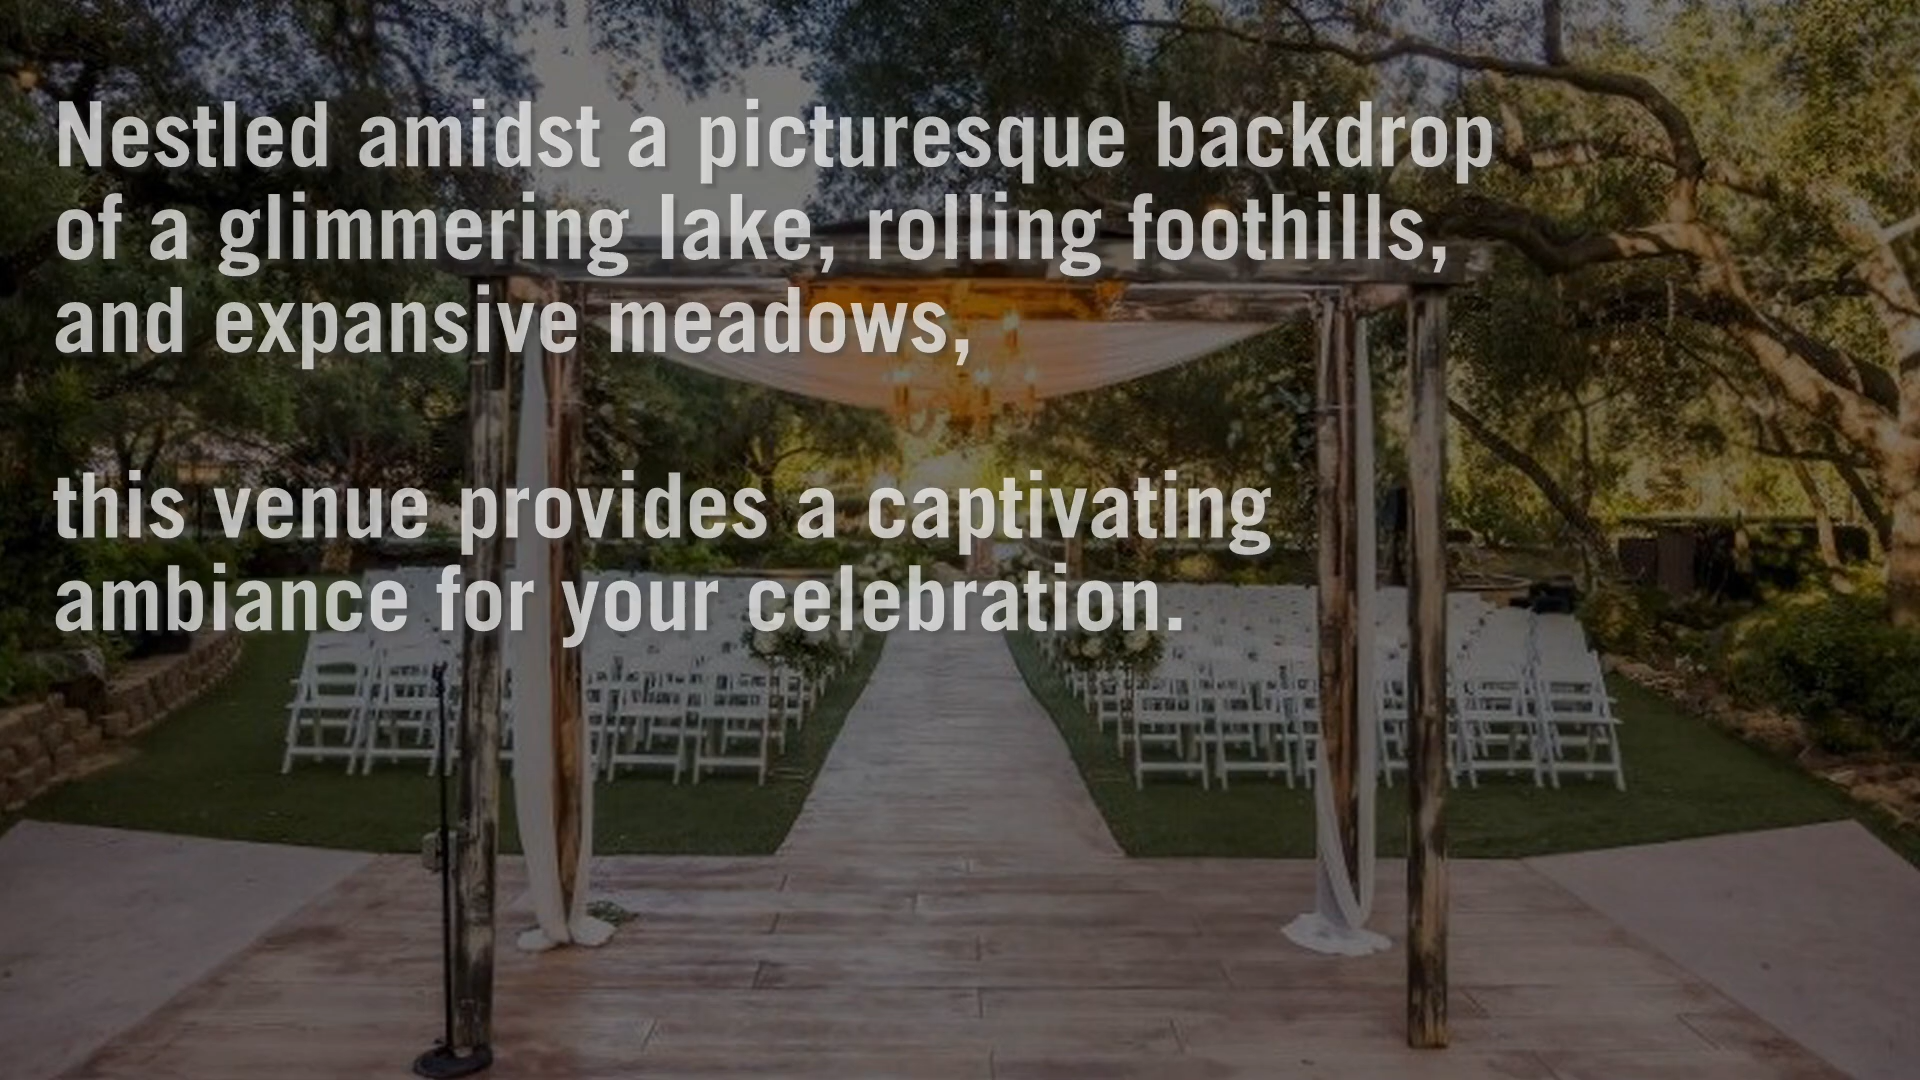 Nestled amidst a picturesque backdrop
of a glimmering lake, rolling foothills,
and expansive meadows,
this venue provides a captivating
ambiance for your celebration.